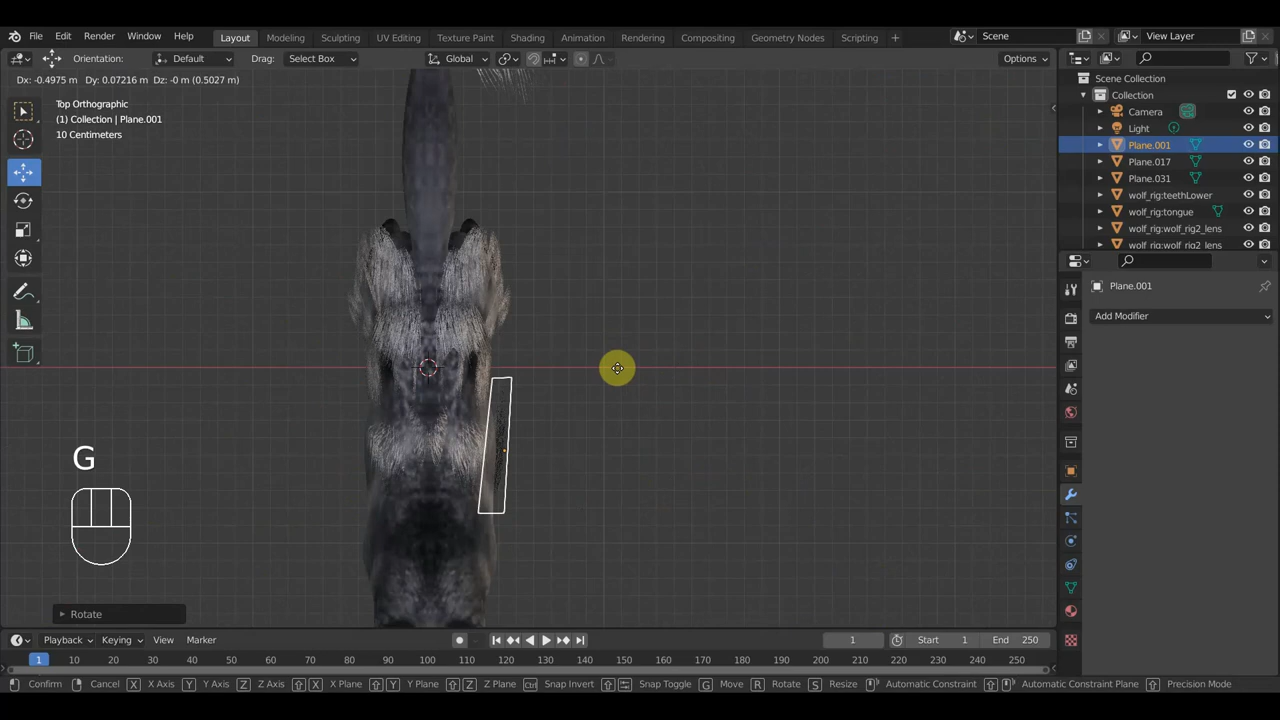 File Edit Render Window Help Layout Modeling Sculpting UV Editing Texture Paint Shading Animation Rendering Compositing Geometry Nodes Scripting + Scene View Layer
Orientation: Default Drag: Select Box Global Options
Dx: -0.4975 m Dy: 0.07216 m Dz: -0 m (0.5027 m)
Top Orthographic
(1) Collection | Plane.001
10 Centimeters
Scene Collection
Collection
Camera
Light
Plane.001
Plane.017
Plane.031
wolf_rig:teethLower
wolf_rig:tongue
wolf_rig:wolf_rig2_lens
wolf_rig:wolf_rig2_lens
Plane.001
Add Modifier
G
Rotate
Playback Keying View Marker 1 Start 1 End 250
1 10 20 30 40 50 60 70 80 90 100 110 120 130 140 150 160 170 180 190 200 210 220 230 240 250
Confirm Cancel X X Axis Y Y Axis Z Z Axis X X Plane Y Y Plane Z Z Plane Ctrl Snap Invert Snap Toggle G Move R Rotate S Resize Automatic Constraint Automatic Constraint Plane Precision Mode